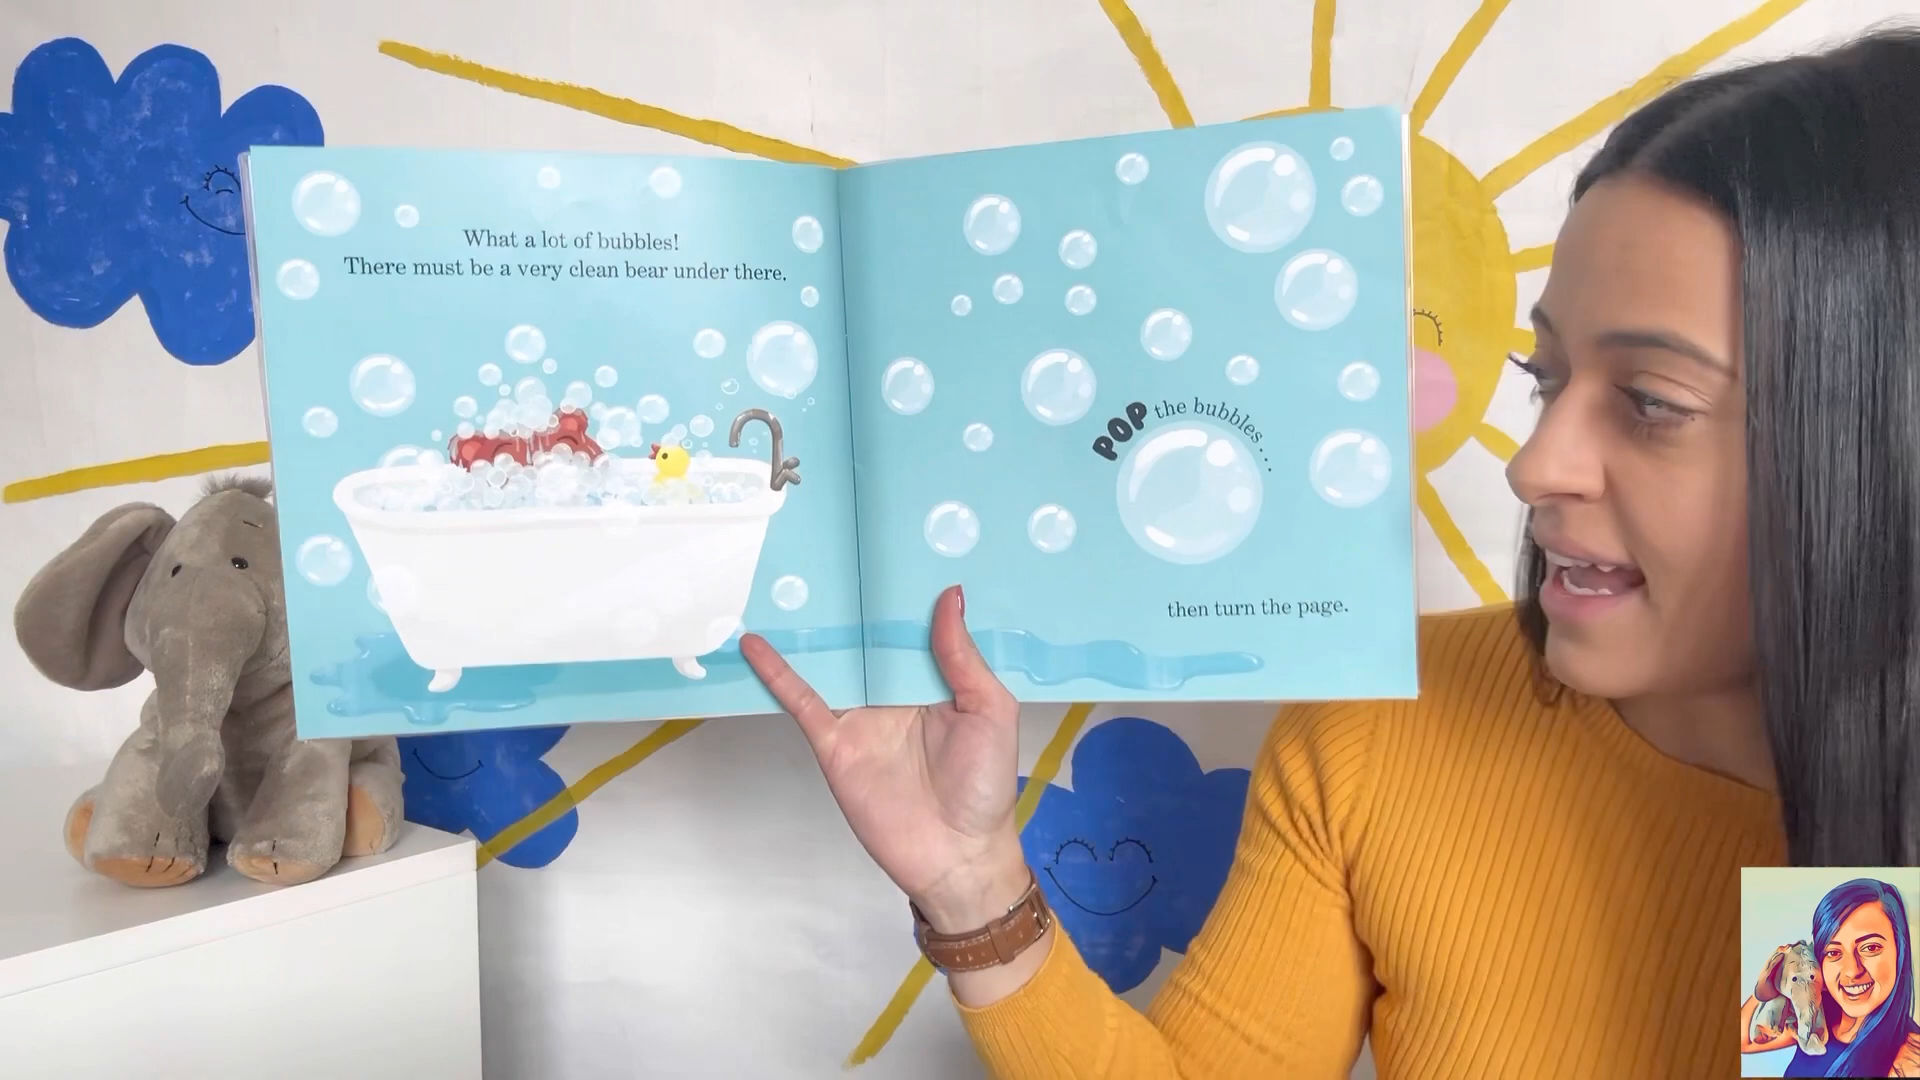 What a lot of bubbles!
There must be a very clean bear under there.
POP the bubbles....
then turn the page.